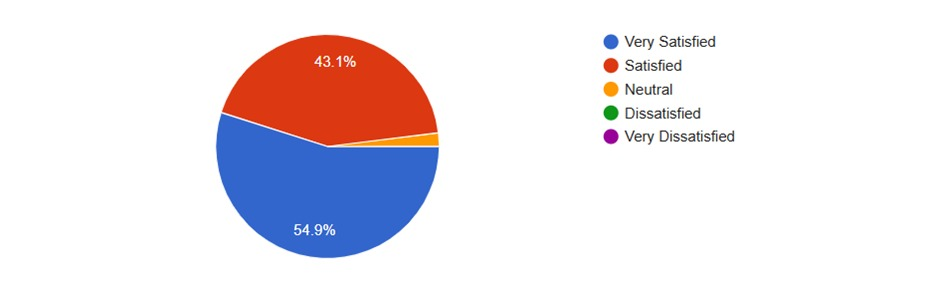 43.1%
54.9%
Very Satisfied
Satisfied
Neutral
Dissatisfied
Very Dissatisfied